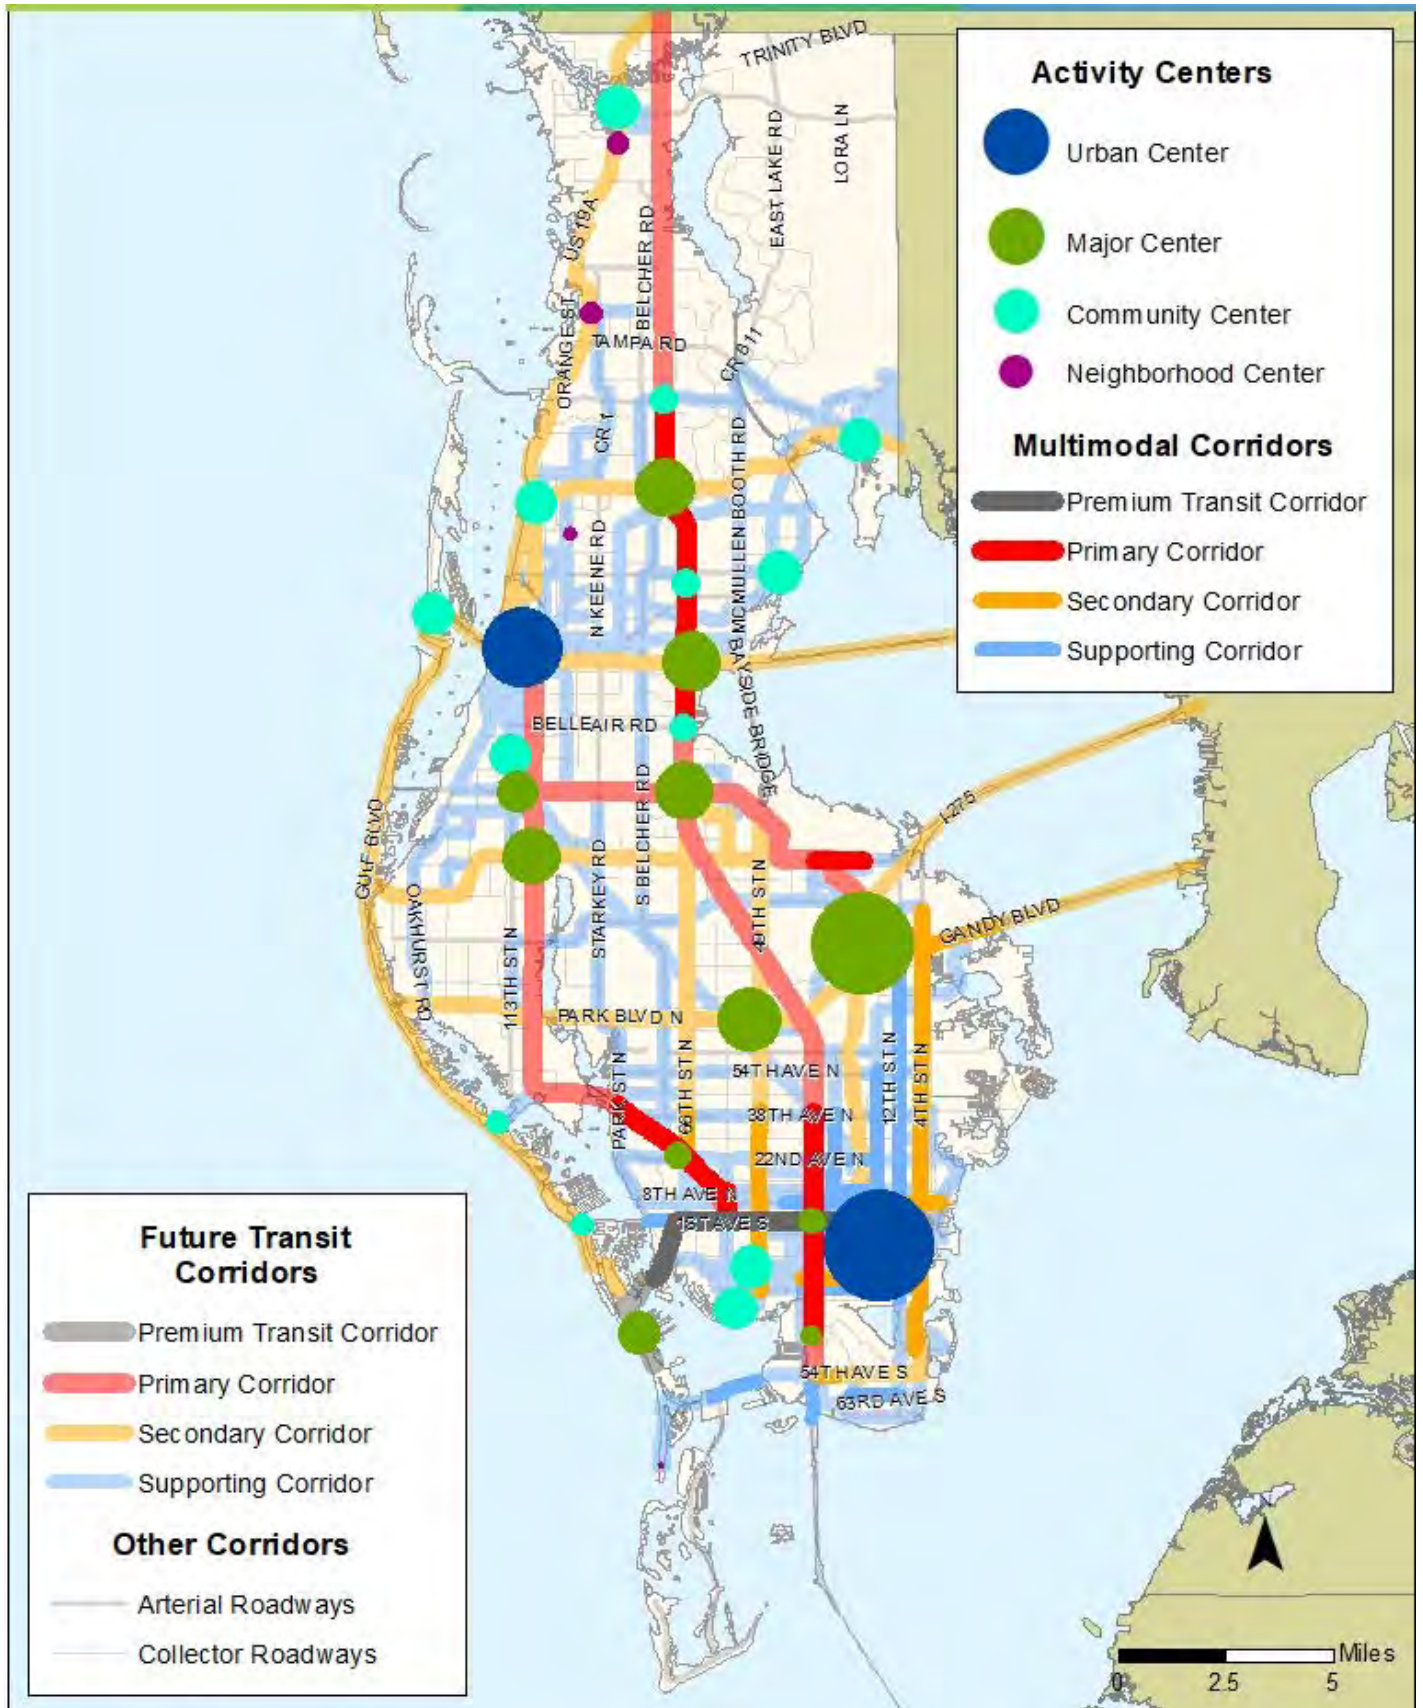 TRINITY BLVD
EAST LAKE RD
LORA LN
US 19A
BELCHER RD
ORANGE ST
TAMPA RD
CR 811
CR 1
MCMULLEN BOOTH RD
N KEENE RD
BAYSIDE BRIDGE
BELLEAIR RD
S BELCHER RD
GULF BLVD
I-275
STARKEY RD
49TH ST N
OAKHURST RD
GANDY BLVD
113TH ST N
PARK BLVD N
PARK ST N
66TH ST N
54TH AVE N
12TH ST N
4TH ST N
38TH AVE N
22ND AVE N
8TH AVE N
1ST AVE S
54TH AVE S
63RD AVE S
Activity Centers
Urban Center
Major Center
Community Center
Neighborhood Center
Multimodal Corridors
Premium Transit Corridor
Primary Corridor
Secondary Corridor
Supporting Corridor
Future Transit
Corridors
Premium Transit Corridor
Primary Corridor
Secondary Corridor
Supporting Corridor
Other Corridors
Arterial Roadways
Collector Roadways
N
Miles
0 2.5 5